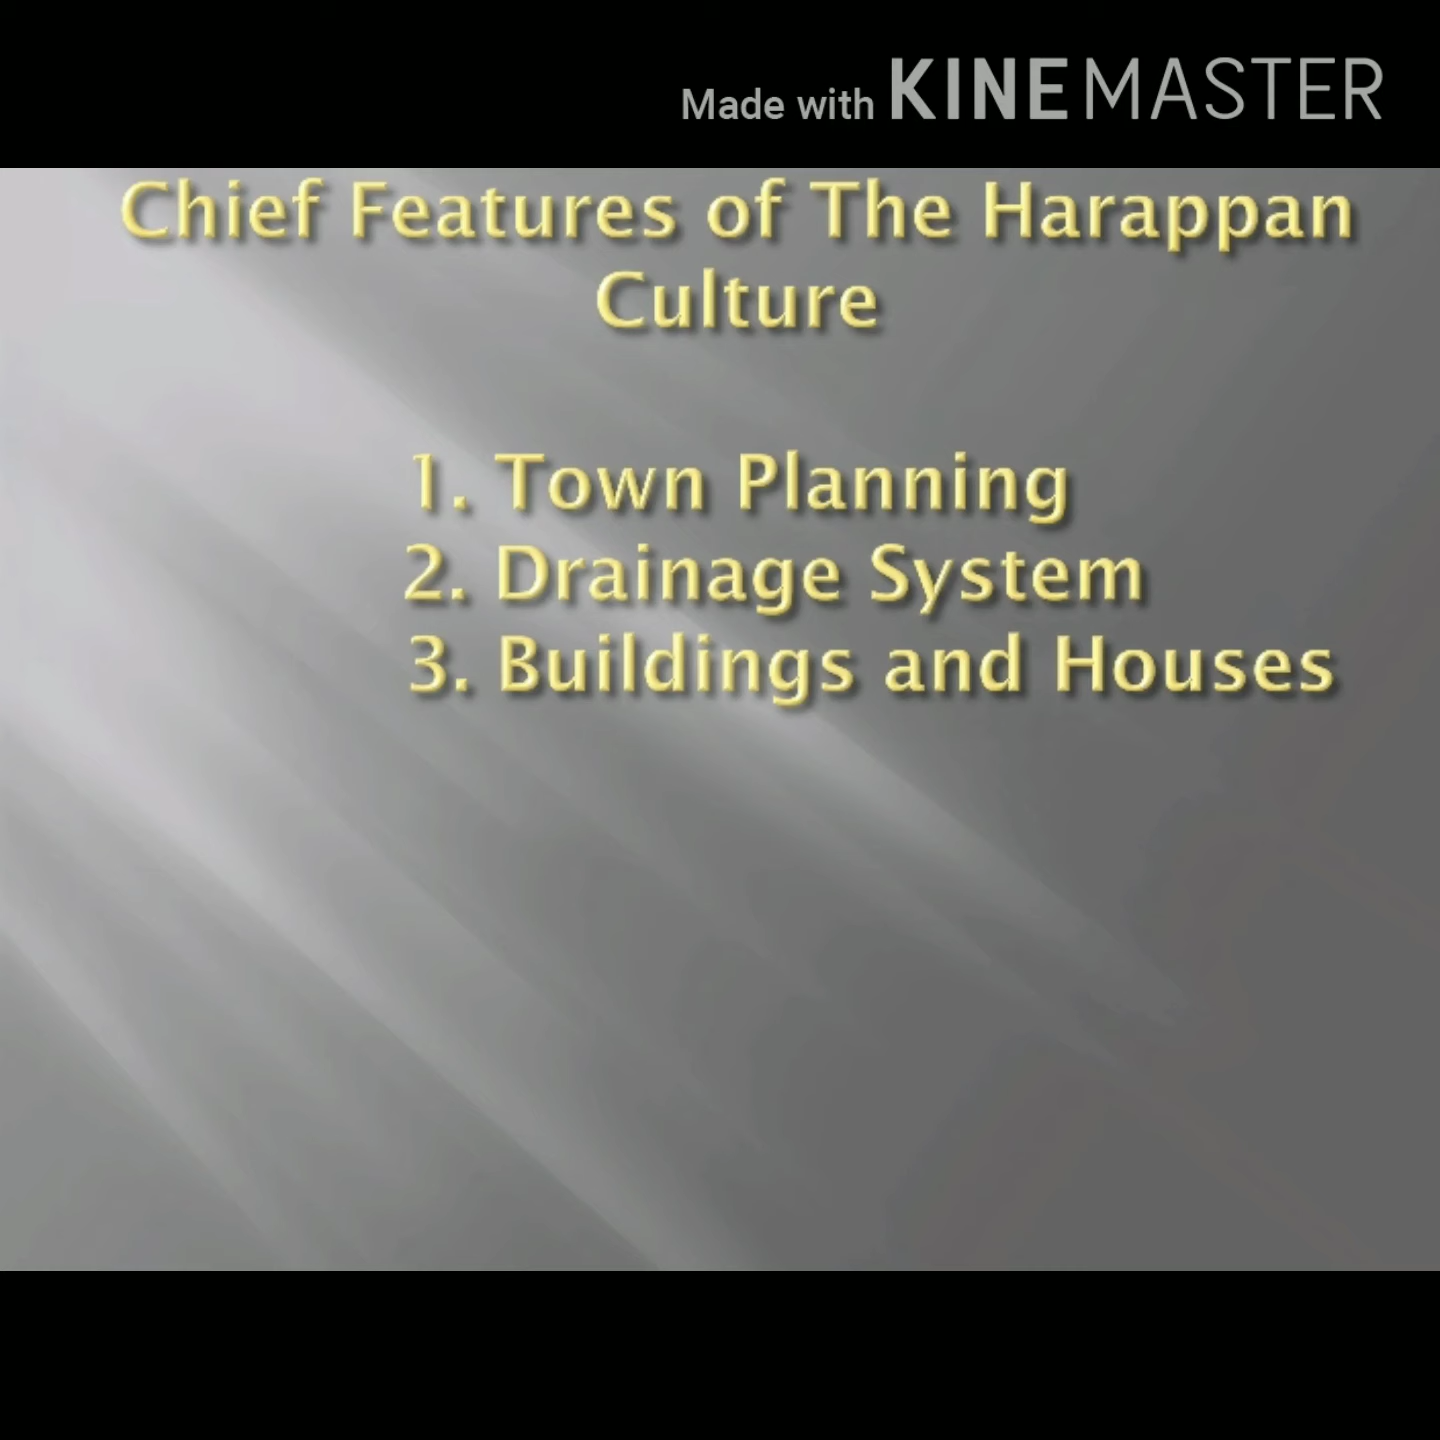 Made with KINEMASTER
Chief Features of The Harappan
Culture
1. Town Planning
2. Drainage System
3. Buildings and Houses